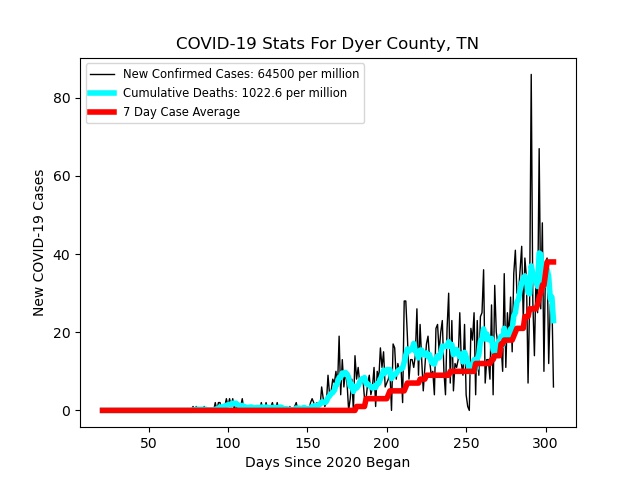 COVID-19 Stats For Dyer County, TN
New Confirmed Cases: 64500 per million
Cumulative Deaths: 1022.6 per million
7 Day Case Average
New COVID-19 Cases
80
60
40
20
0
50 100 150 200 250 300
Days Since 2020 Began